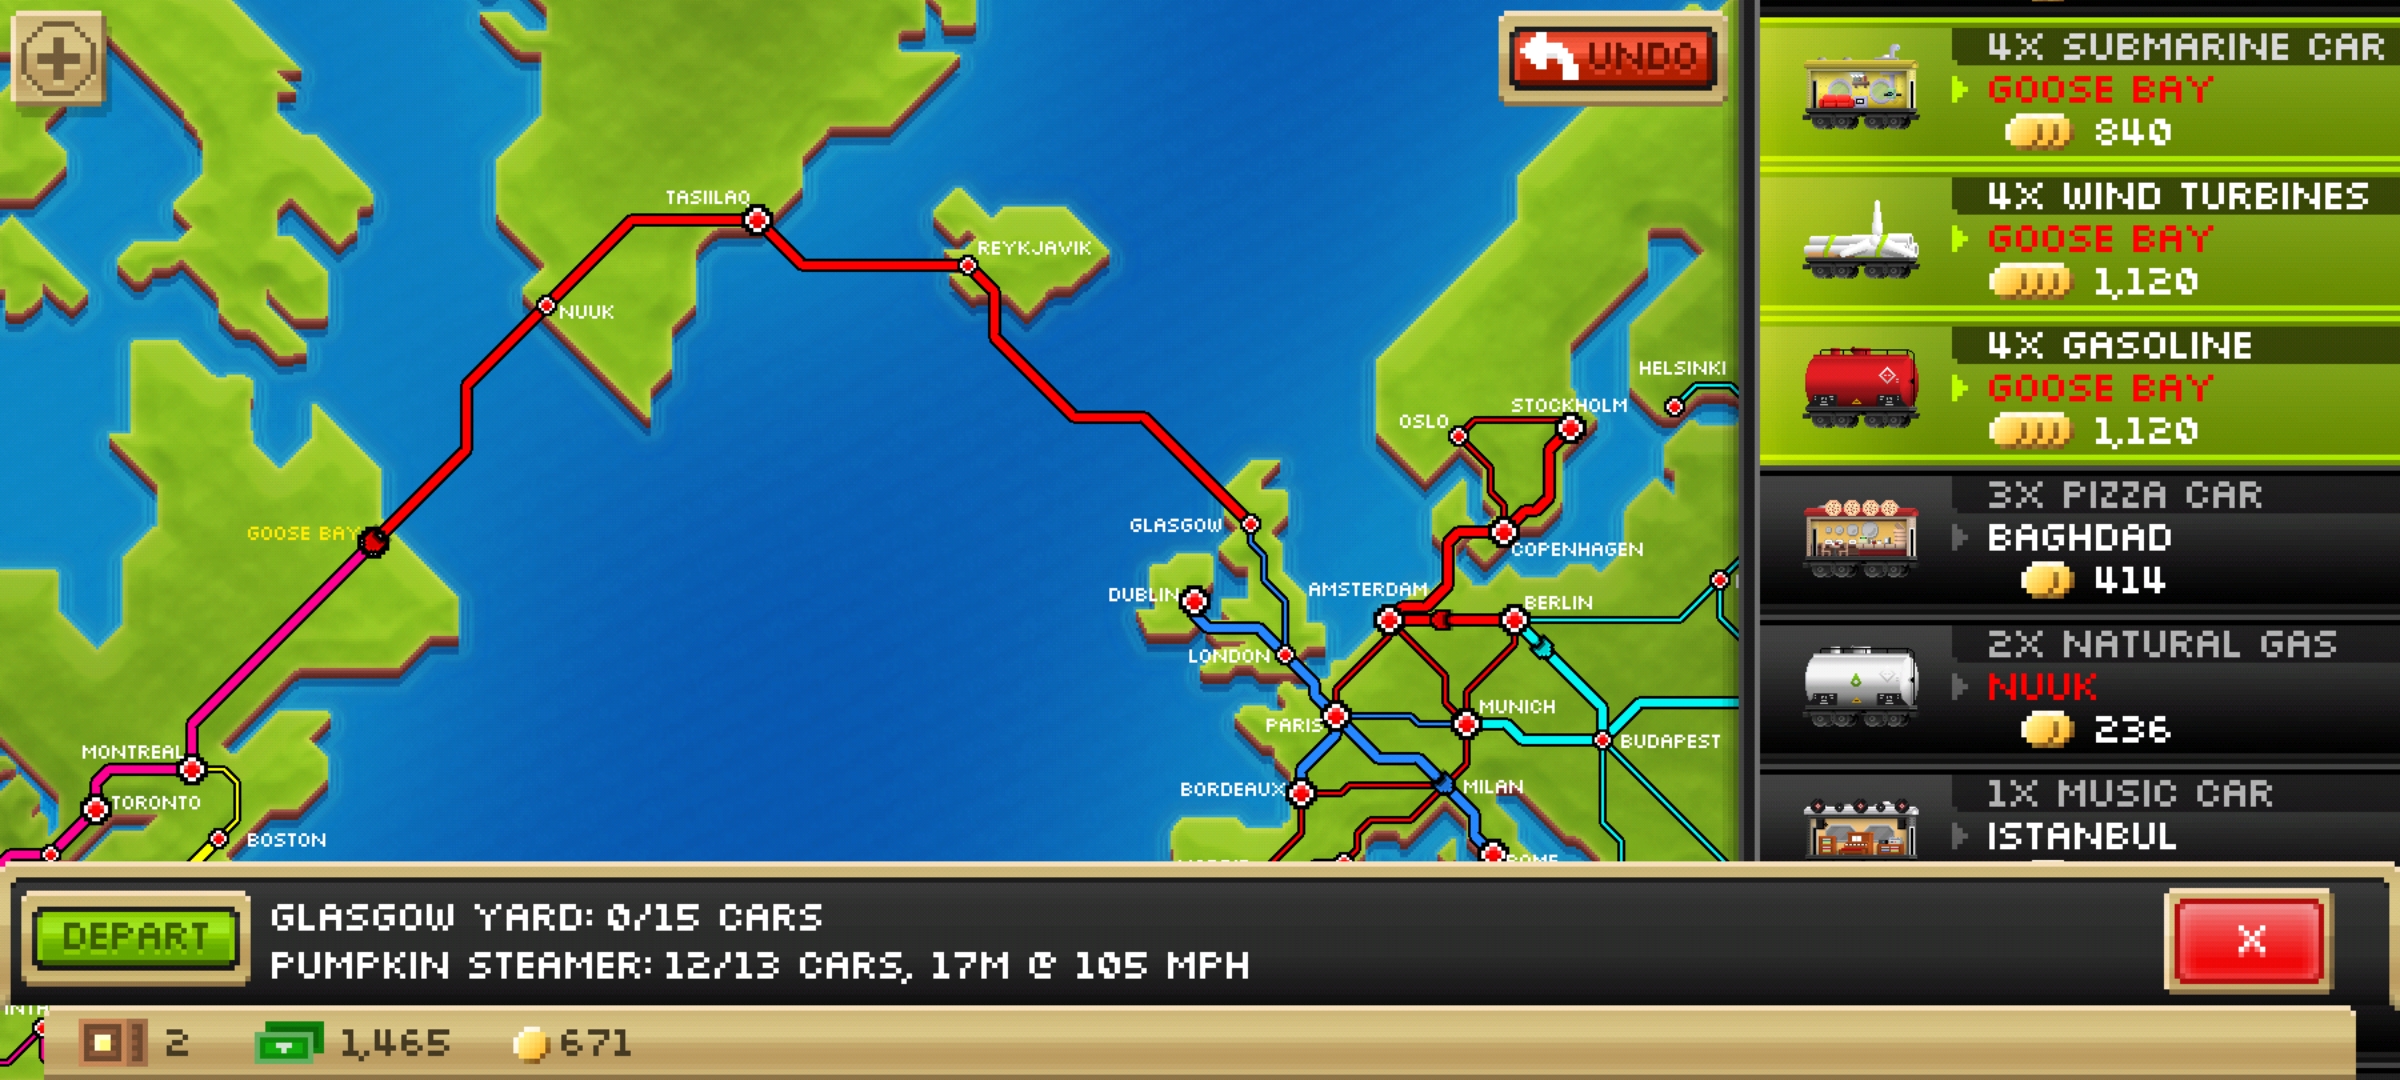 UNDO
4X SUBMARINE CAR
GOOSE BAY
840
4X WIND TURBINES
GOOSE BAY
1,120
4X GASOLINE
GOOSE BAY
1,120
3X PIZZA CAR
BAGHDAD
414
2X NATURAL GAS
NUUK
236
1X MUSIC CAR
ISTANBUL
TASIILAQ
REYKJAVIK
NUUK
HELSINKI
STOCKHOLM
OSLO
GLASGOW
GOOSE BAY
COPENHAGEN
AMSTERDAM
DUBLIN
BERLIN
LONDON
MUNICH
PARIS
BUDAPEST
MONTREAL
BORDEAUX
MILAN
TORONTO
BOSTON
ROME
DEPART
GLASGOW YARD: 0/15 CARS
PUMPKIN STEAMER: 12/13 CARS, 17M @ 105 MPH
X
2
1,465
671